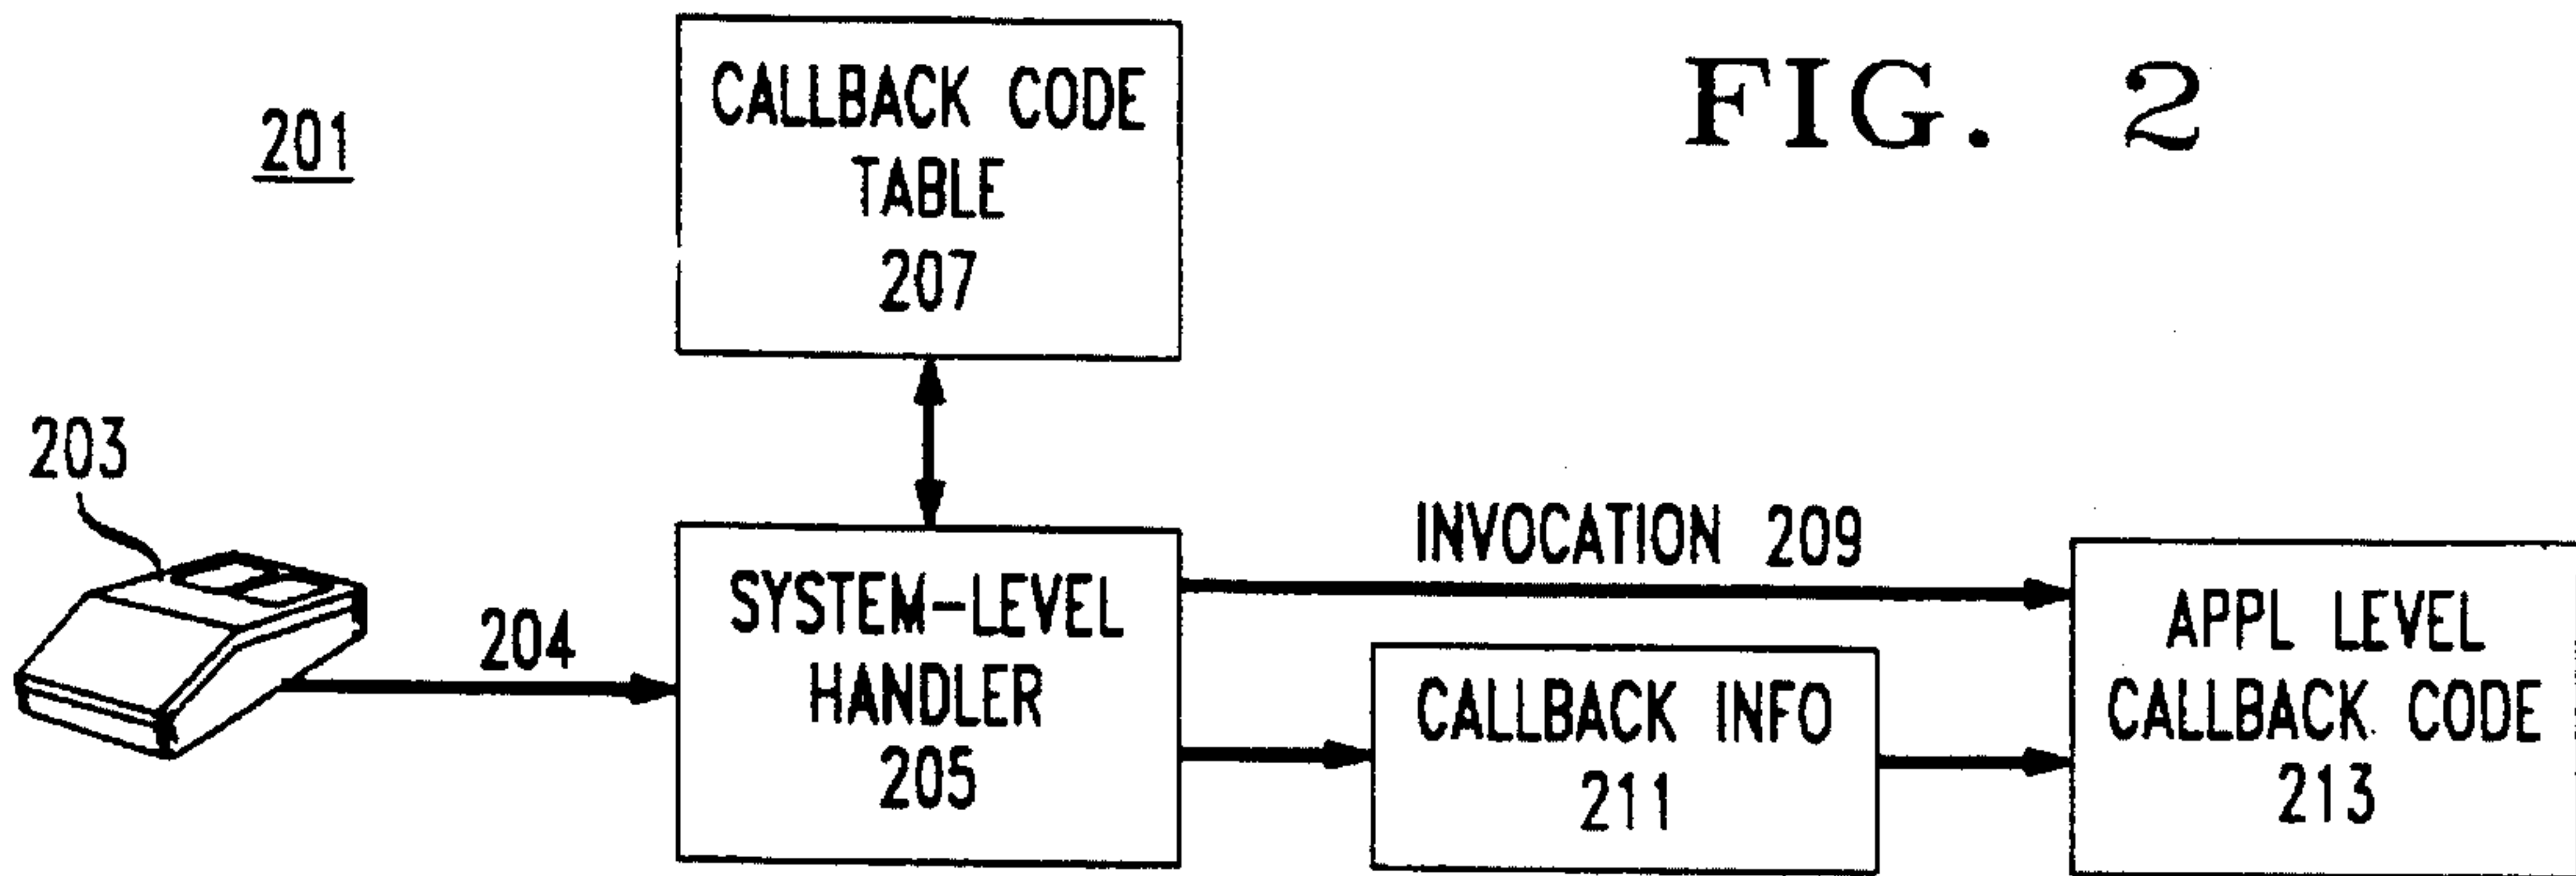 FIG. 2
201
CALLBACK CODE
TABLE
207
203
204
SYSTEM-LEVEL
HANDLER
205
INVOCATION 209
CALLBACK INFO
211
APPL LEVEL
CALLBACK CODE
213